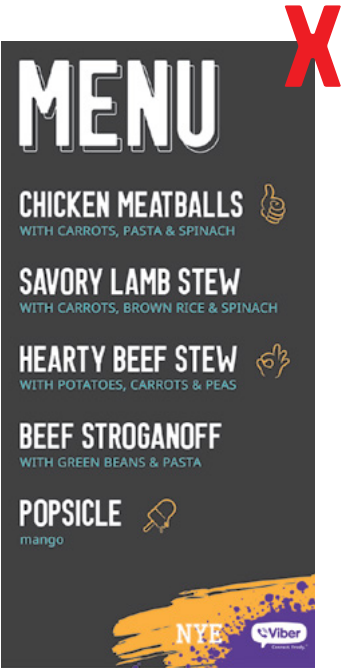 X
MENU
CHICKEN MEATBALLS
WITH CARROTS, PASTA & SPINACH
SAVORY LAMB STEW
WITH CARROTS, BROWN RICE & SPINACH
HEARTY BEEF STEW
WITH POTATOES, CARROTS & PEAS
BEEF STROGANOFF
WITH GREEN BEANS & PASTA
POPSICLE
mango
NYE
Viber